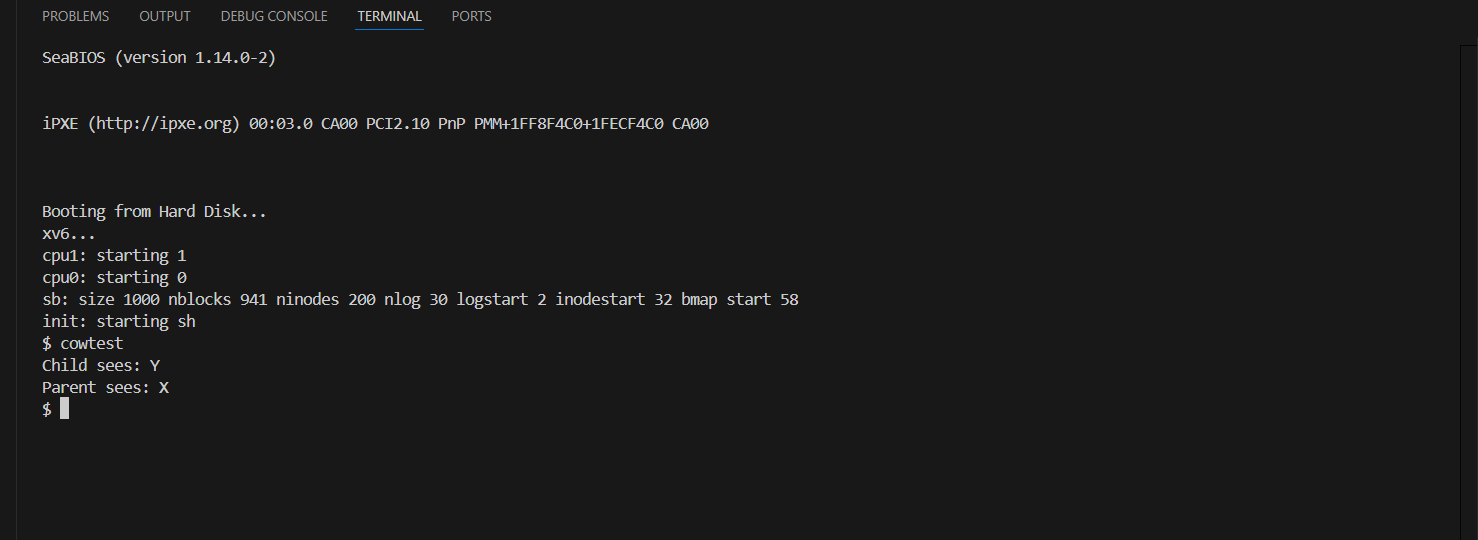 PROBLEMS OUTPUT DEBUG CONSOLE TERMINAL PORTS
SeaBIOS (version 1.14.0-2)
iPXE (http://ipxe.org) 00:03.0 CA00 PCI2.10 PnP PMM+1FF8F4C0+1FECF4C0 CA00
Booting from Hard Disk...
xv6...
cpu1: starting 1
cpu0: starting 0
sb: size 1000 nblocks 941 ninodes 200 nlog 30 logstart 2 inodestart 32 bmap start 58
init: starting sh
$ cowtest
Child sees: Y
Parent sees: X
$